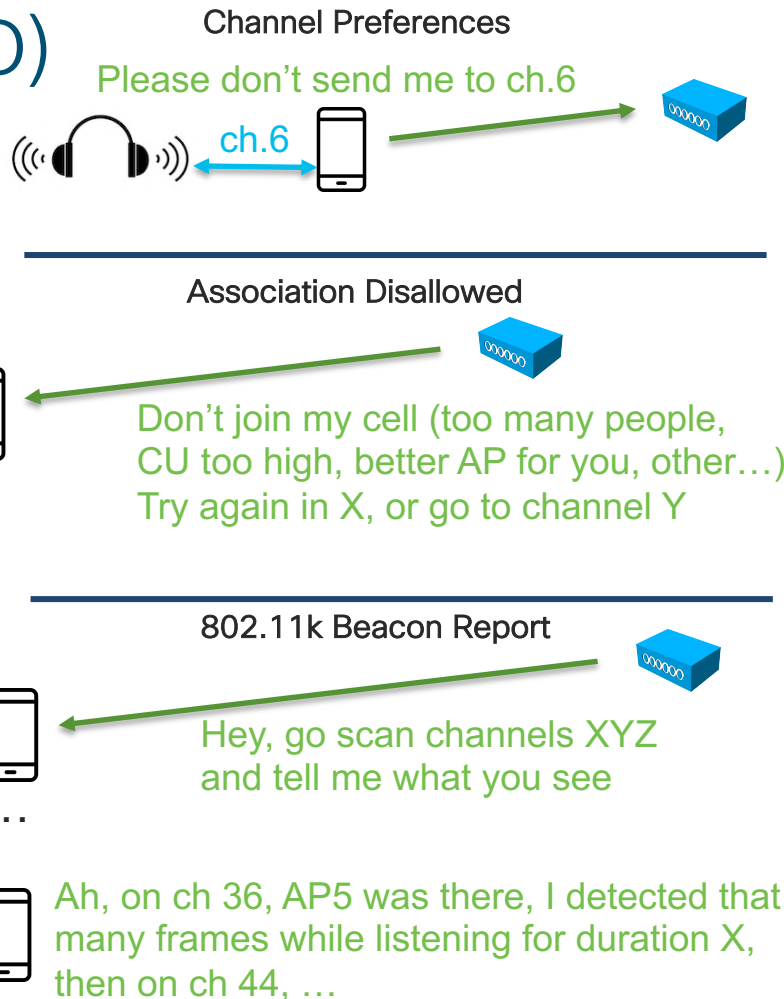 O)
Channel Preferences
Please don’t send me to ch.6
ch.6
Association Disallowed
Don’t join my cell (too many people,
CU too high, better AP for you, other…)
Try again in X, or go to channel Y
802.11k Beacon Report
Hey, go scan channels XYZ
and tell me what you see
..
Ah, on ch 36, AP5 was there, I detected that
many frames while listening for duration X,
then on ch 44, …